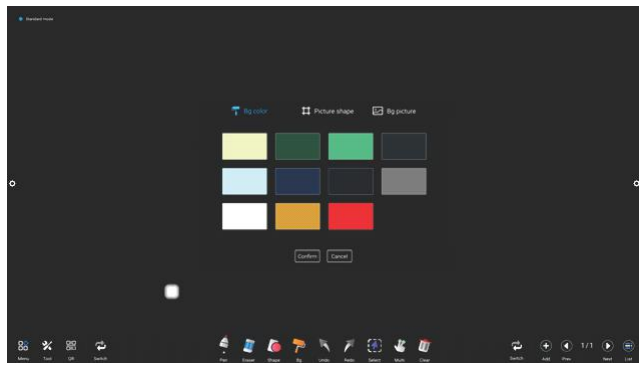 Standard mode
Bg color Picture shape Bg picture
Confirm Cancel
1/1
Menu Tool QR Switch Pen Eraser Shape Bg Undo Redo Select Multi Clear Switch Add Prev Next List